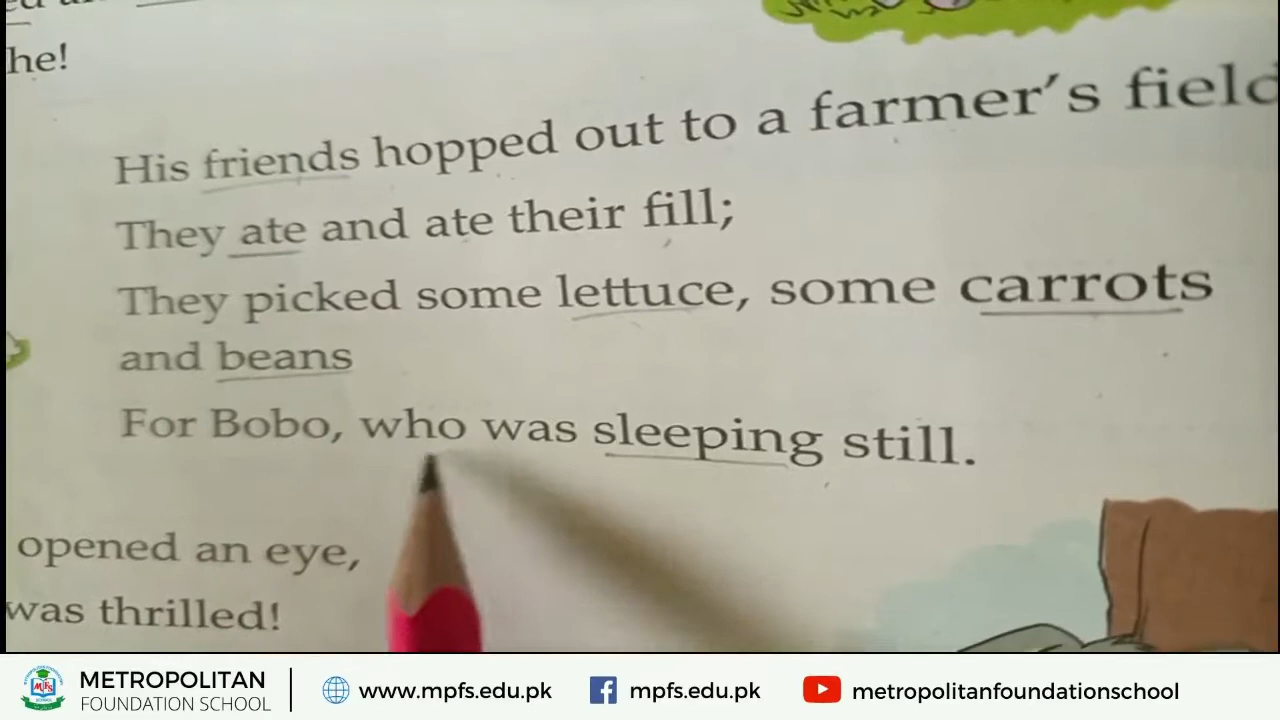 he!
His friends hopped out to a farmer's field
They ate and ate their fill;
They picked some lettuce, some carrots
and beans
For Bobo, who was sleeping still.
opened an eye,
was thrilled!
METROPOLITAN
FOUNDATION SCHOOL
www.mpfs.edu.pk
mpfs.edu.pk
metropolitanfoundationschool